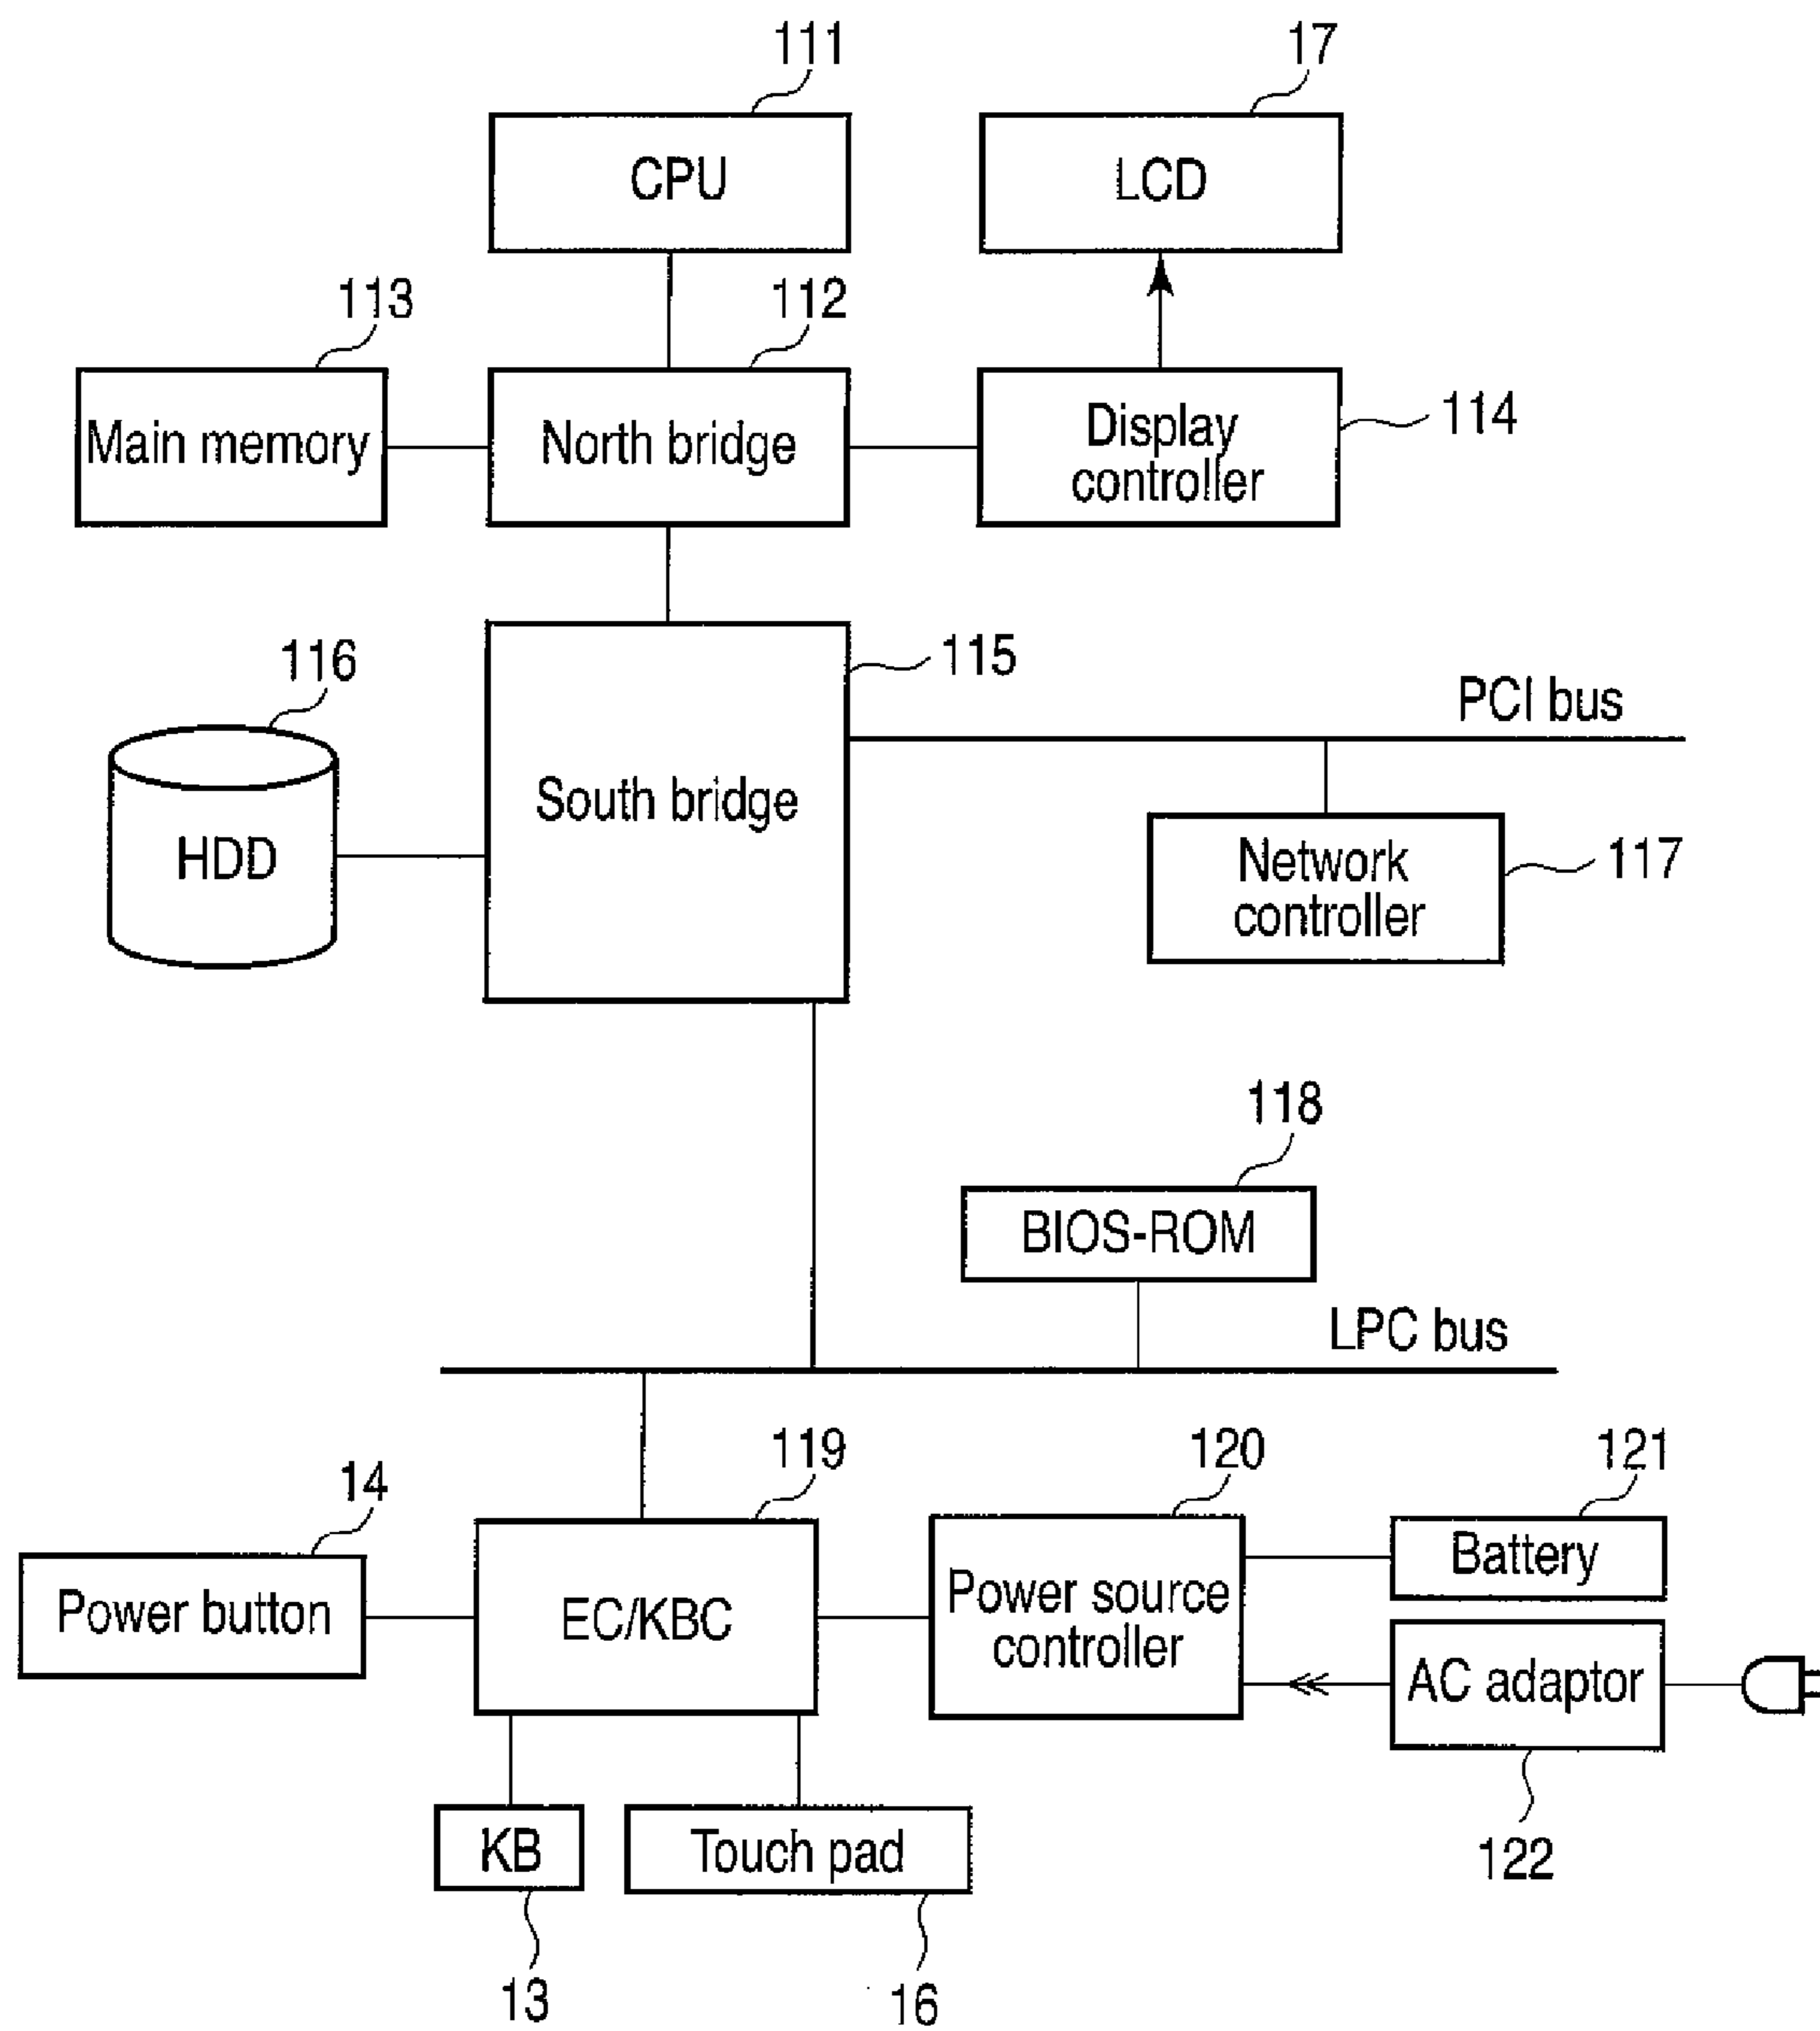 111
17
CPU
LCD
113
112
Main memory
North bridge
Display
controller
114
116
115
PCI bus
HDD
South bridge
Network
controller
117
118
BIOS-ROM
LPC bus
14
119
120
121
Power button
EC/KBC
Power source
controller
Battery
AC adaptor
122
KB
Touch pad
13
16